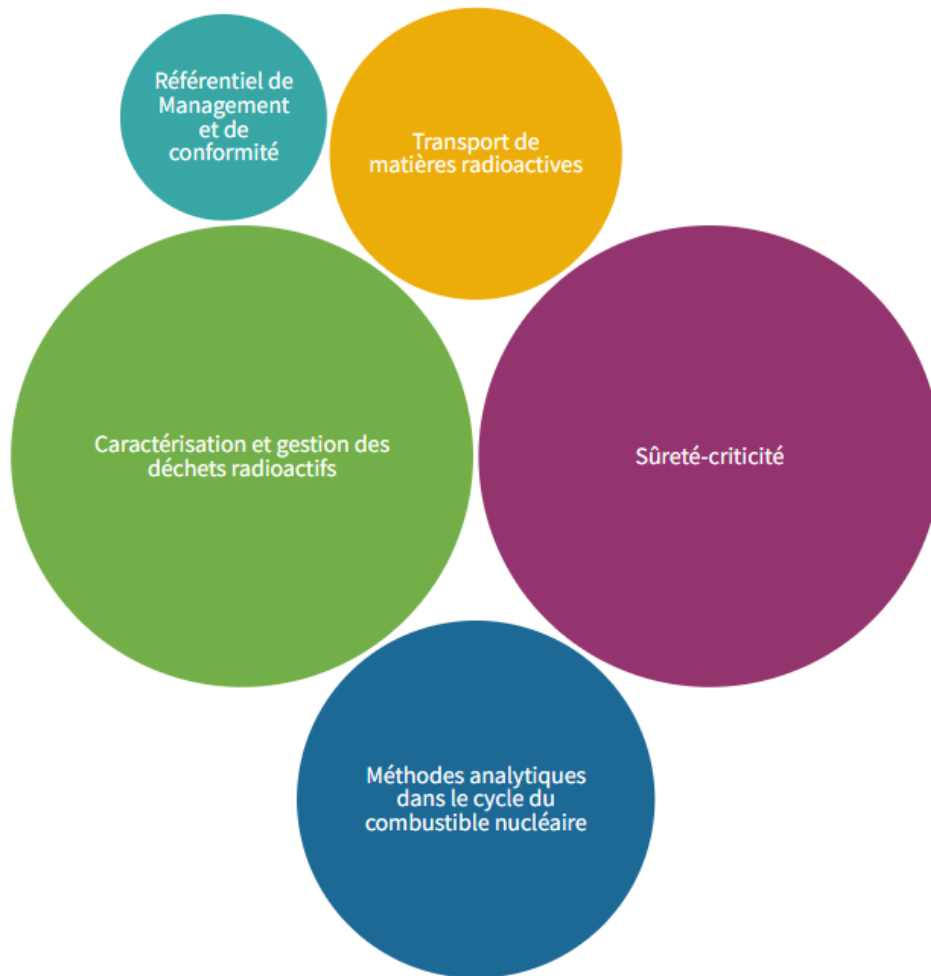 Référentiel de
Management
et de
conformité
Transport de
matières radioactives
Caractérisation et gestion des
déchets radioactifs
Sûreté-criticité
Méthodes analytiques
dans le cycle du
combustible nucléaire